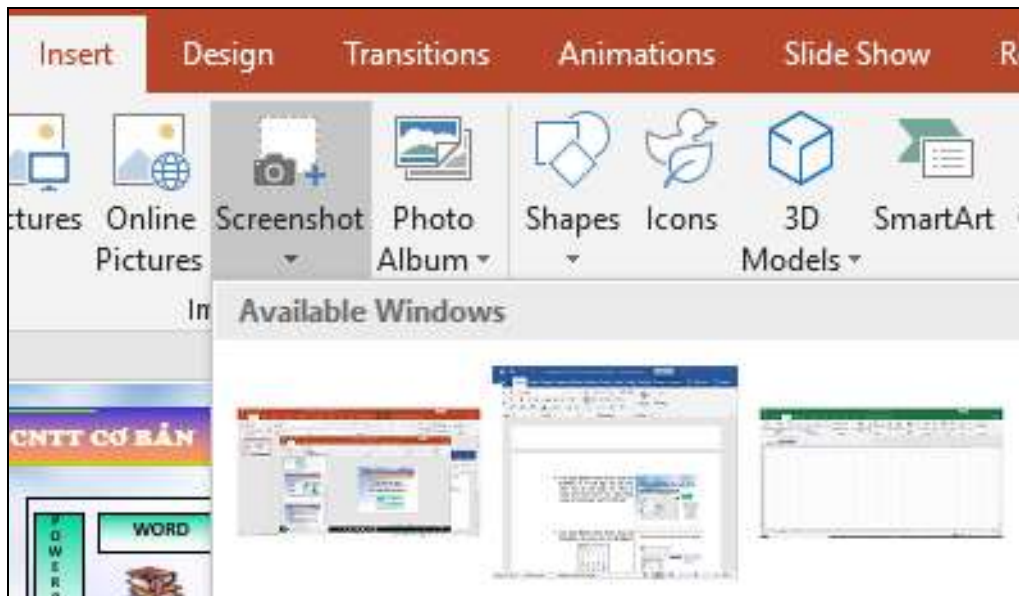 Insert Design Transitions Animations Slide Show
Online Screenshot Photo Shapes Icons 3D SmartArt
Pictures Album Models
Available Windows
CNTT CƠ BẢN
WORD
POWER